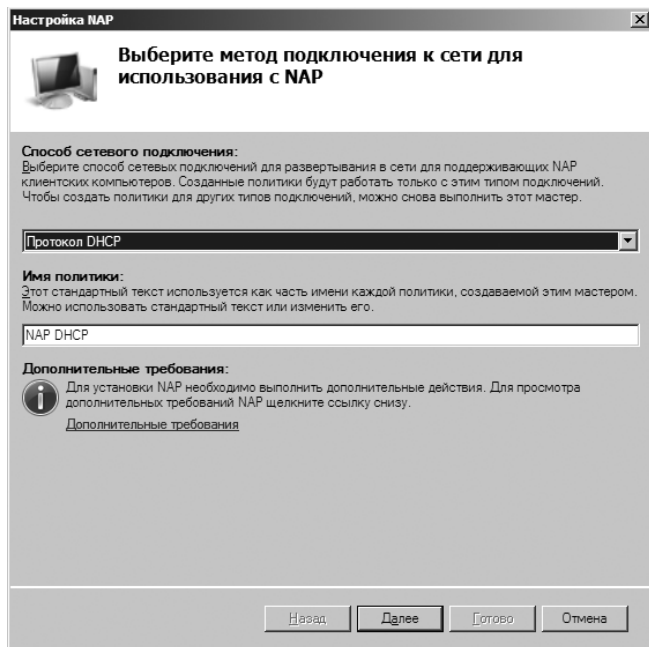 Настройка NAP
Выберите метод подключения к сети для
использования с NAP
Способ сетевого подключения:
Выберите способ сетевых подключений для развертывания в сети для поддерживающих NAP
клиентских компьютеров. Созданные политики будут работать только с этим типом подключений.
Чтобы создать политики для других типов подключений, можно снова выполнить этот мастер.
Протокол DHCP
Имя политики:
Этот стандартный текст используется как часть имени каждой политики, создаваемой этим мастером.
Можно использовать стандартный текст или изменить его.
NAP DHCP
Дополнительные требования:
Для установки NAP необходимо выполнить дополнительные действия. Для просмотра
дополнительных требований NAP щелкните ссылку снизу.
Дополнительные требования
Назад Далее Готово Отмена